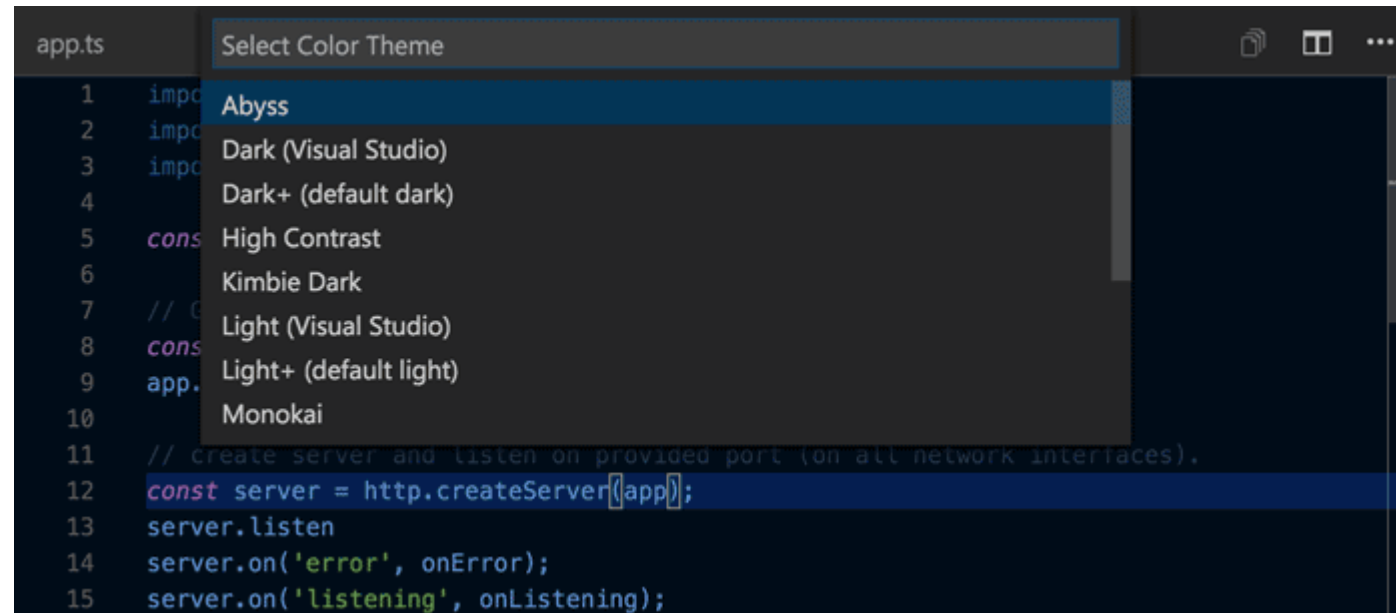 app.ts
Select Color Theme
Abyss
Dark (Visual Studio)
Dark+ (default dark)
High Contrast
Kimbie Dark
Light (Visual Studio)
Light+ (default light)
Monokai
1 impo
2 impo
3 impo
4
5 cons
6
7 // G
8 cons
9 app.
10
11 // create server and listen on provided port (on all network interfaces).
12 const server = http.createServer(app);
13 server.listen
14 server.on('error', onError);
15 server.on('listening', onListening);